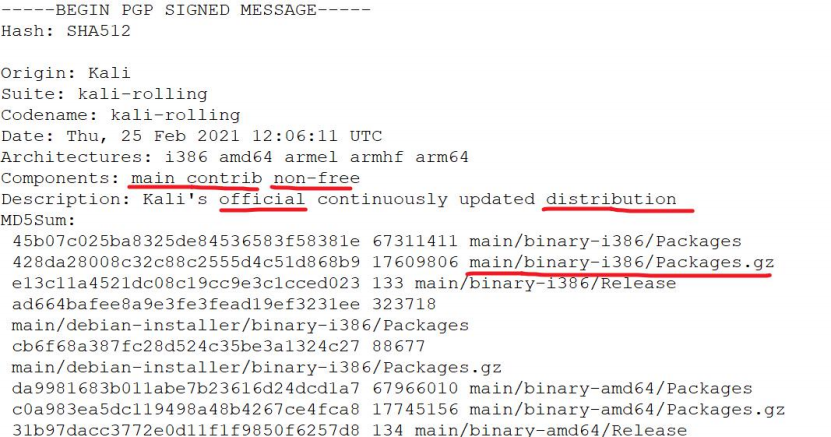 -----BEGIN PGP SIGNED MESSAGE-----
Hash: SHA512
Origin: Kali
Suite: kali-rolling
Codename: kali-rolling
Date: Thu, 25 Feb 2021 12:06:11 UTC
Architectures: i386 amd64 armel armhf arm64
Components: main contrib non-free
Description: Kali's official continuously updated distribution
MD5Sum:
45b07c025ba8325de84536583f58381e 67311411 main/binary-i386/Packages
428da28008c32c88c2555d4c51d868b9 17609806 main/binary-i386/Packages.gz
e13c11a4521dc08c19cc9e3c1cced023 133 main/binary-i386/Release
ad664bafee8a9e3fe3fead19ef3231ee 323718
main/debian-installer/binary-i386/Packages
cb6f68a387fc28d524c35be3a1324c27 88677
main/debian-installer/binary-i386/Packages.gz
da9981683b011abe7b23616d24dcd1a7 67966010 main/binary-amd64/Packages
c0a983ea5dc119498a48b4267ce4fca8 17745156 main/binary-amd64/Packages.gz
31b97dacc3772e0d11f1f9850f6257d8 134 main/binary-amd64/Release